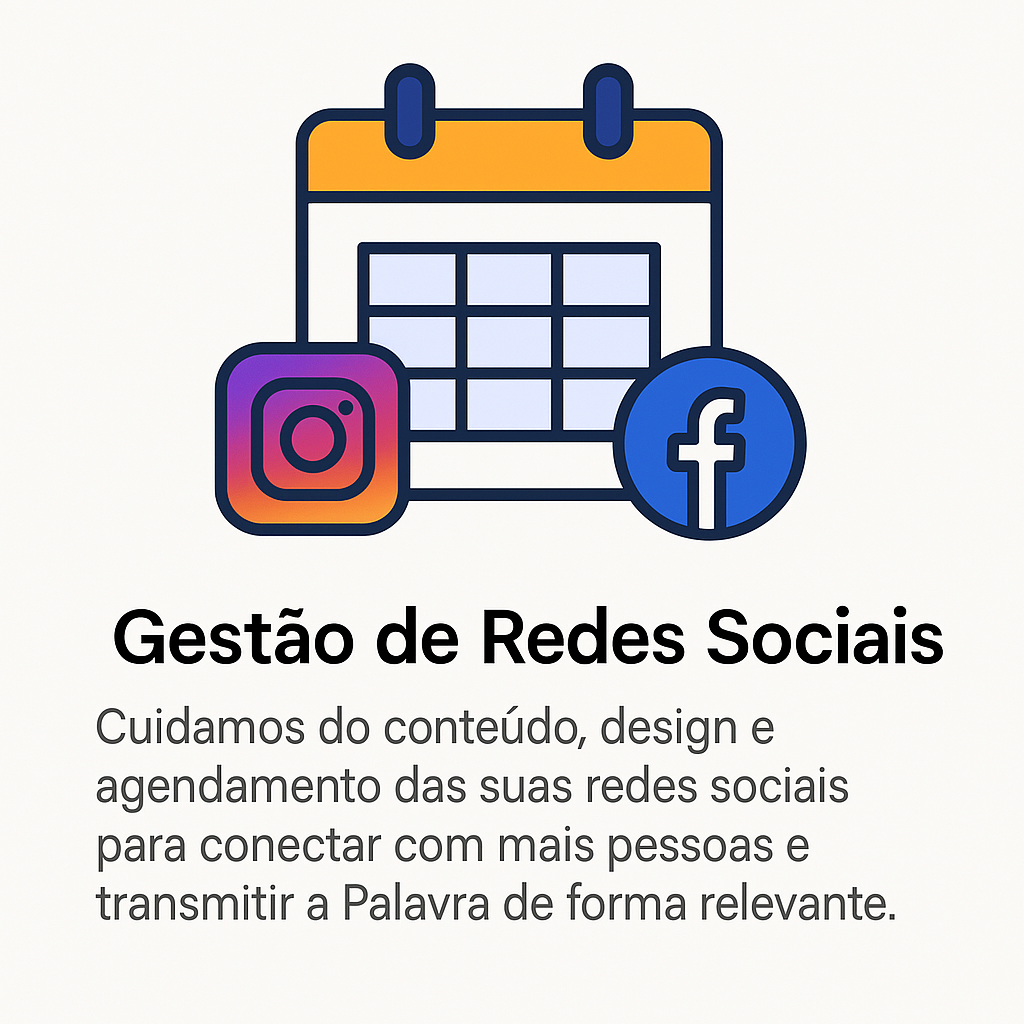 Gestão de Redes Sociais
Cuidamos do conteúdo, design e
agendamento das suas redes sociais
para conectar com mais pessoas e
transmitir a Palavra de forma relevante.